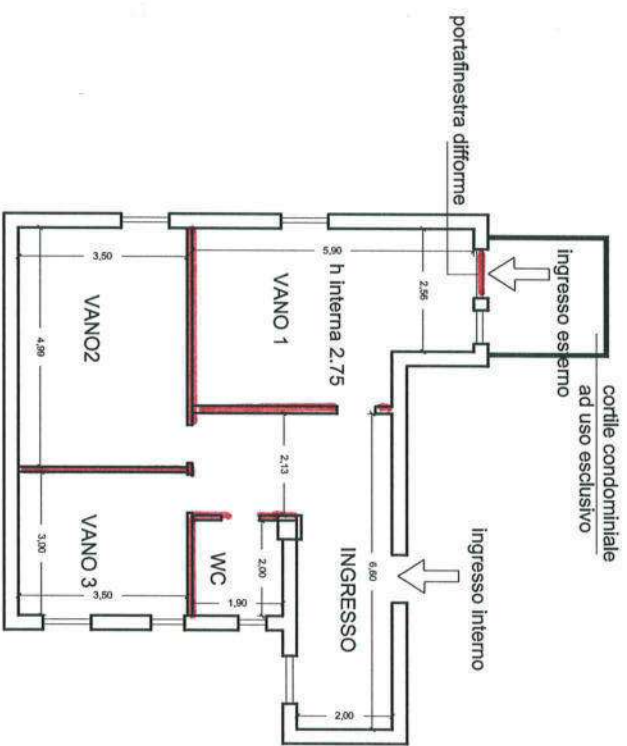 portafinestra difforme
ingresso esterno
cortile condominiale
ad uso esclusivo
ingresso interno
5,90
h interna 2.75
VANO 1
2,56
3,50
VANO2
4,99
2,13
6,60
INGRESSO
2,00
WC
2,00
1,90
VANO 3
3,00
3,50